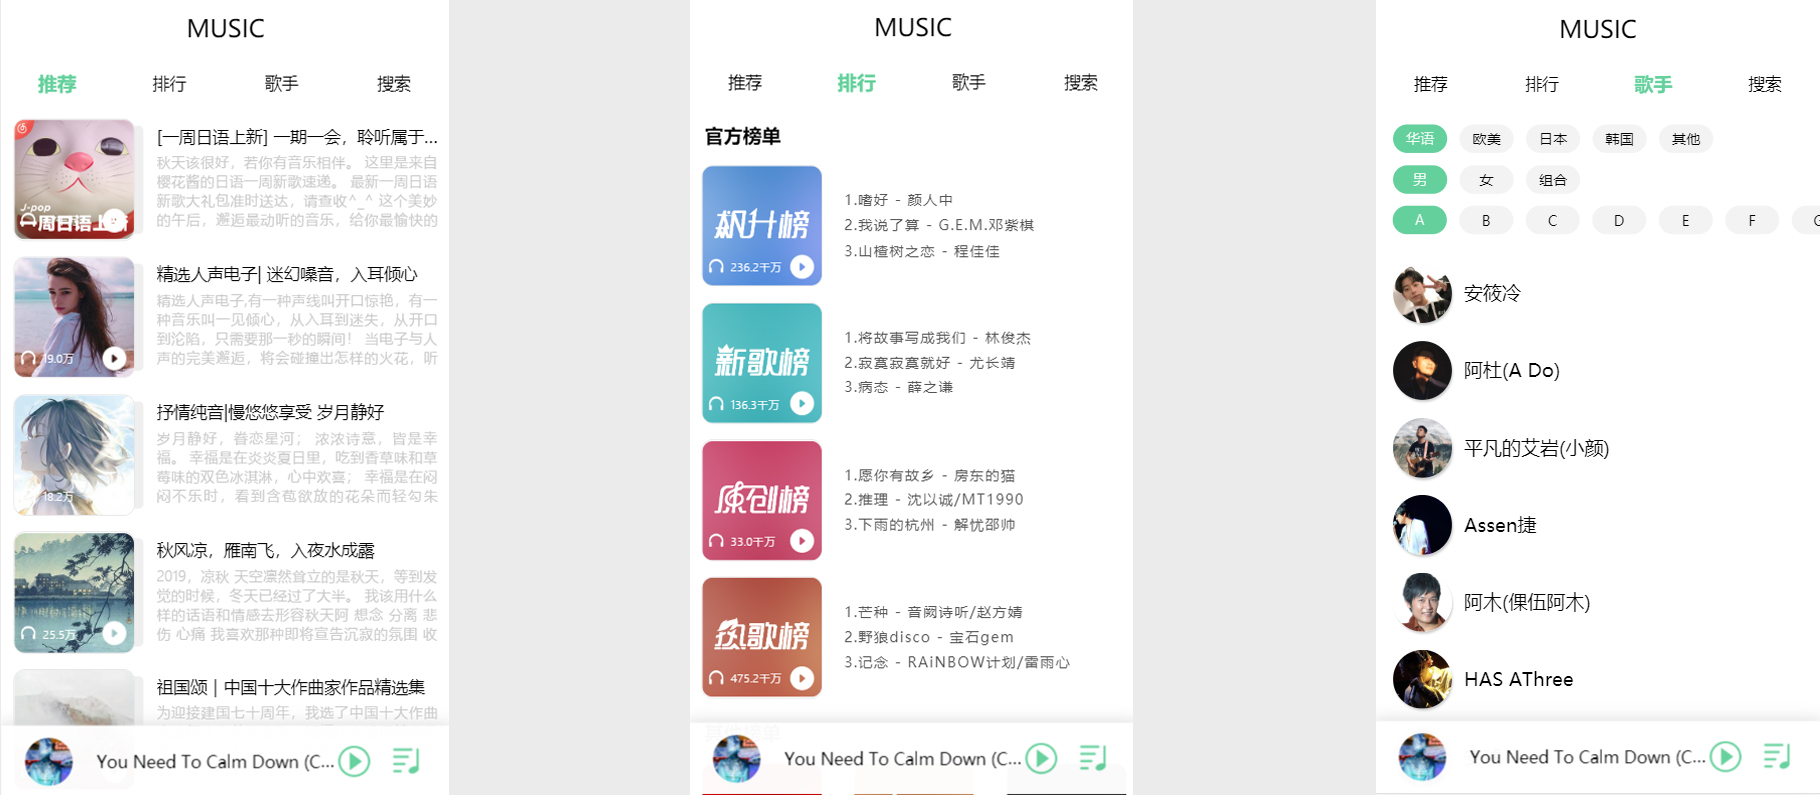 MUSIC
推荐 排行 歌手 搜索
[一周日语上新] 一期一会，聆听属于...
秋天该很好，若你有音乐相伴。 这里是来自
樱花酱的日语一周新歌速递。 最新一周日语
新歌大礼包准时送达，请查收^_^ 这个美妙
的午后，邂逅最动听的音乐，给你最愉快的
J-pop
一周日语上新
精选人声电子| 迷幻嗓音，入耳倾心
精选人声电子,有一种声线叫开口惊艳，有一
种音乐叫一见倾心，从入耳到迷失，从开口
到沦陷，只需要那一秒的瞬间！ 当电子与人
声的完美邂逅，将会碰撞出怎样的火花，听
19.0万
抒情纯音|慢悠悠享受 岁月静好
岁月静好，眷恋星河； 浓浓诗意，皆是幸
福。 幸福是在炎炎夏日里，吃到香草味和草
莓味的双色冰淇淋，心中欢喜； 幸福是在闷
闷不乐时，看到含苞欲放的花朵而轻勾朱
18.2万
秋风凉，雁南飞，入夜水成露
2019，凉秋 天空凛然耸立的是秋天，等到发
觉的时候，冬天已经过了大半。 我该用什么
样的话语和情感去形容秋天阿 想念 分离 悲
伤 心痛 我喜欢那种即将宣告沉寂的氛围 收
25.5万
祖国颂 | 中国十大作曲家作品精选集
为迎接建国七十周年，我选了中国十大作曲
You Need To Calm Down (C...
MUSIC
推荐 排行 歌手 搜索
官方榜单
飙升榜
236.2千万
1.嗜好 - 颜人中
2.我说了算 - G.E.M.邓紫棋
3.山楂树之恋 - 程佳佳
新歌榜
136.3千万
1.将故事写成我们 - 林俊杰
2.寂寞寂寞就好 - 尤长靖
3.病态 - 薛之谦
原创榜
33.0千万
1.愿你有故乡 - 房东的猫
2.推理 - 沈以诚/MT1990
3.下雨的杭州 - 解忧邵帅
热歌榜
475.2千万
1.芒种 - 音阙诗听/赵方婧
2.野狼disco - 宝石gem
3.记念 - RAiNBOW计划/雷雨心
You Need To Calm Down (C...
MUSIC
推荐 排行 歌手 搜索
华语 欧美 日本 韩国 其他
男 女 组合
A B C D E F
安筱冷
阿杜(A Do)
平凡的艾岩(小颜)
Assen捷
阿木(倮伍阿木)
HAS AThree
You Need To Calm Down (C...